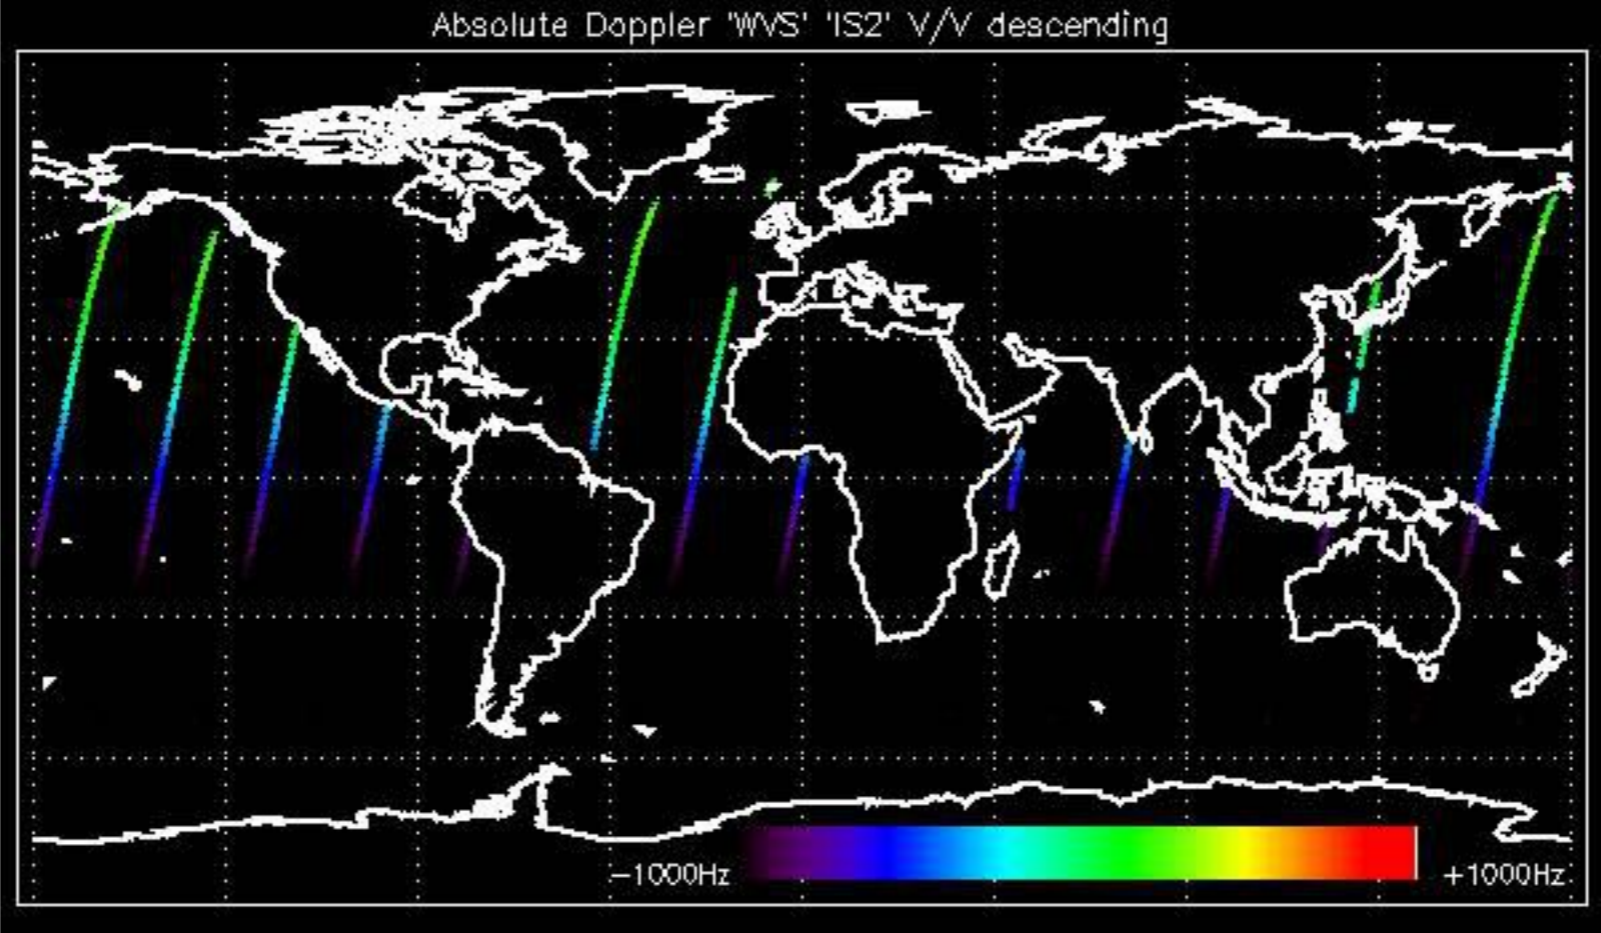 Absolute Doppler 'WVS' 'IS2' V/V descending
−1000Hz
+1000Hz